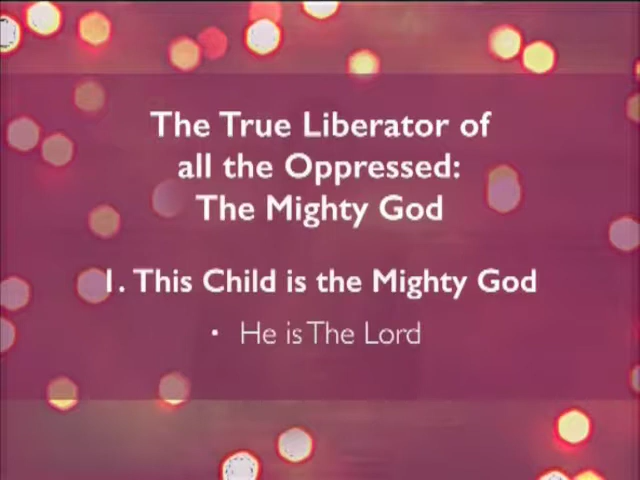 The True Liberator of
all the Oppressed:
The Mighty God
1. This Child is the Mighty God
• He is The Lord